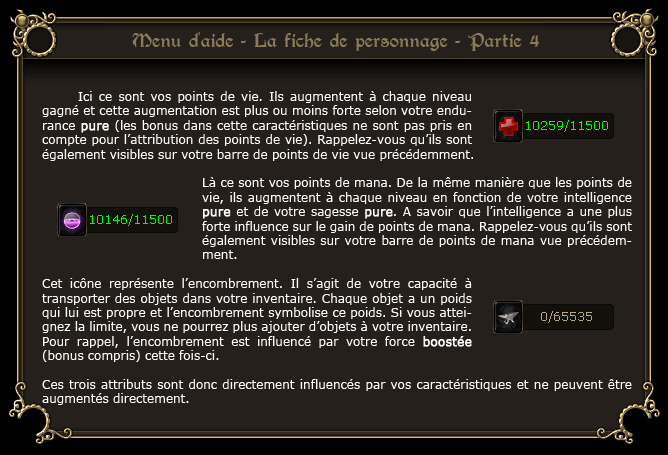 Menu d'aide - La fiche de personnage - Partie 4
Ici ce sont vos points de vie. Ils augmentent à chaque niveau
gagné et cette augmentation est plus ou moins forte selon votre endu-
rance pure (les bonus dans cette caractéristiques ne sont pas pris en
compte pour l'attribution des points de vie). Rappelez-vous qu'ils sont
également visibles sur votre barre de points de vie vue précédemment.
10259/11500
Là ce sont vos points de mana. De la même manière que les points de
vie, ils augmentent à chaque niveau en fonction de votre intelligence
pure et de votre sagesse pure. A savoir que l'intelligence a une plus
forte influence sur le gain de points de mana. Rappelez-vous qu'ils sont
également visibles sur votre barre de points de mana vue précédem-
ment.
10146/11500
Cet icône représente l'encombrement. Il s'agit de votre capacité à
transporter des objets dans votre inventaire. Chaque objet a un poids
qui lui est propre et l'encombrement symbolise ce poids. Si vous attei-
gnez la limite, vous ne pourrez plus ajouter d'objets à votre inventaire.
Pour rappel, l'encombrement est influencé par votre force boostée
(bonus compris) cette fois-ci.
0/65535
Ces trois attributs sont donc directement influencés par vos caractéristiques et ne peuvent être
augmentés directement.